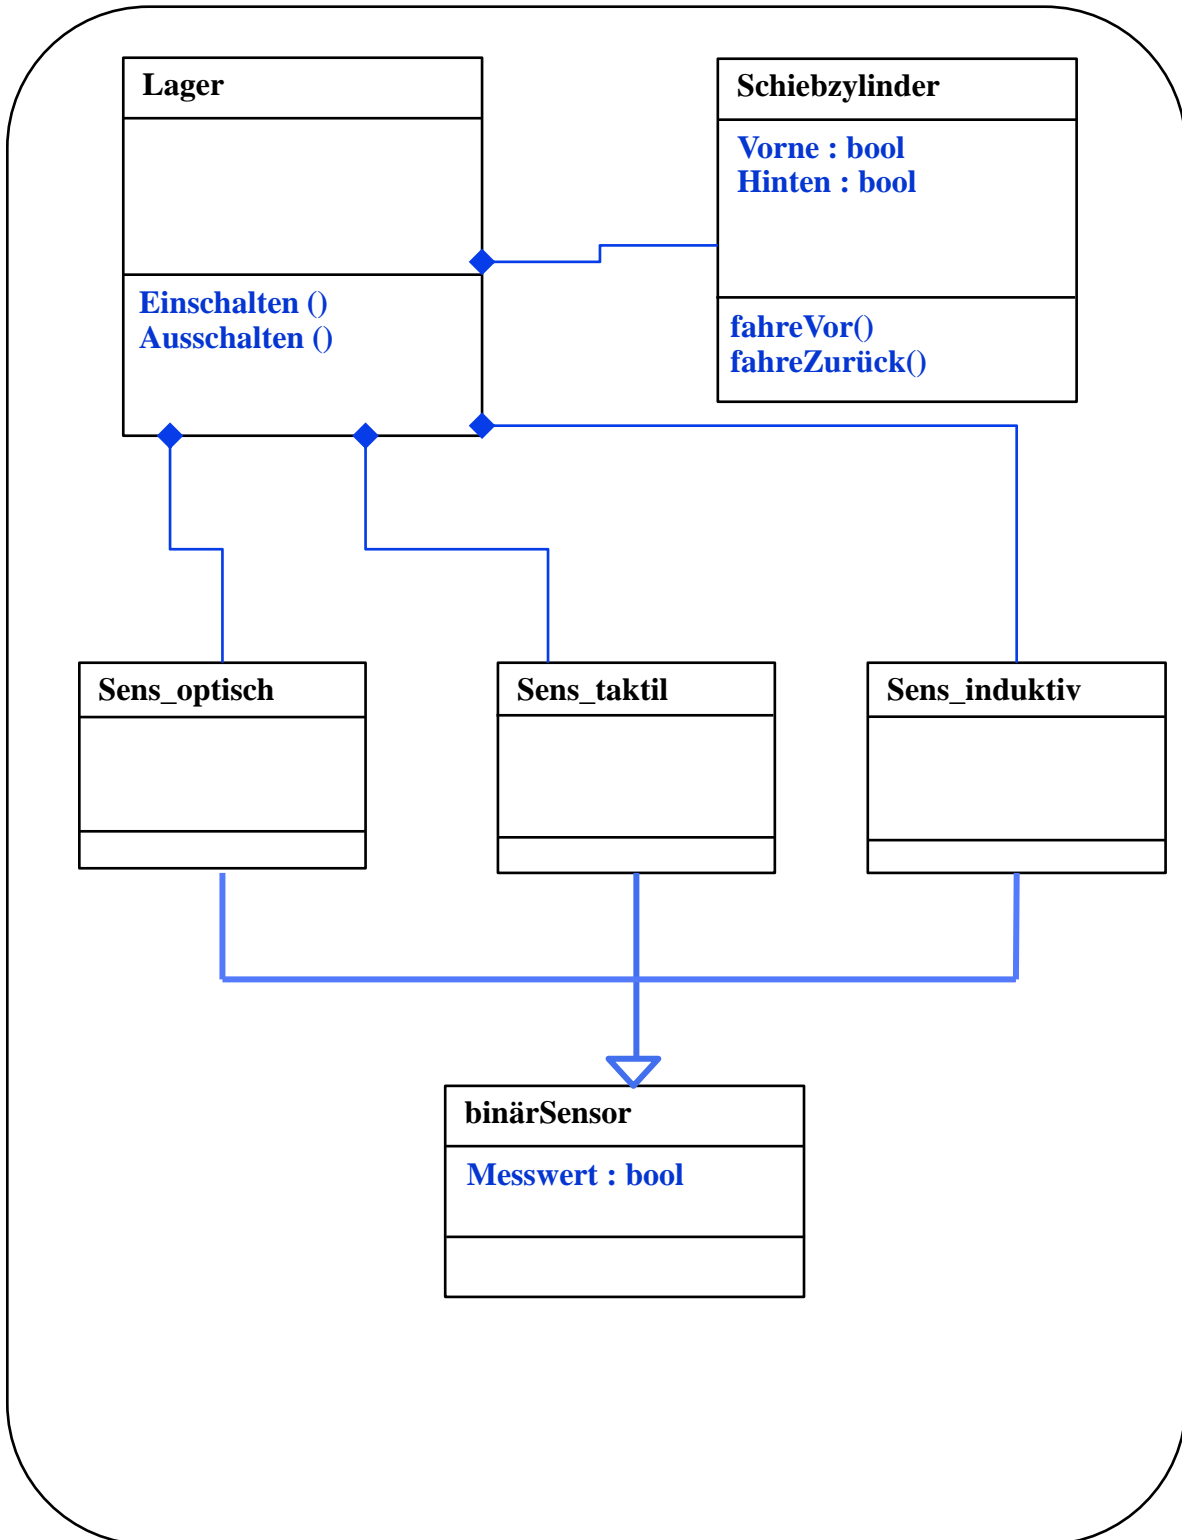 Lager
Einschalten ()
Ausschalten ()
Schiebzylinder
Vorne : bool
Hinten : bool
fahreVor()
fahreZurück()
Sens_optisch
Sens_taktil
Sens_induktiv
binärSensor
Messwert : bool